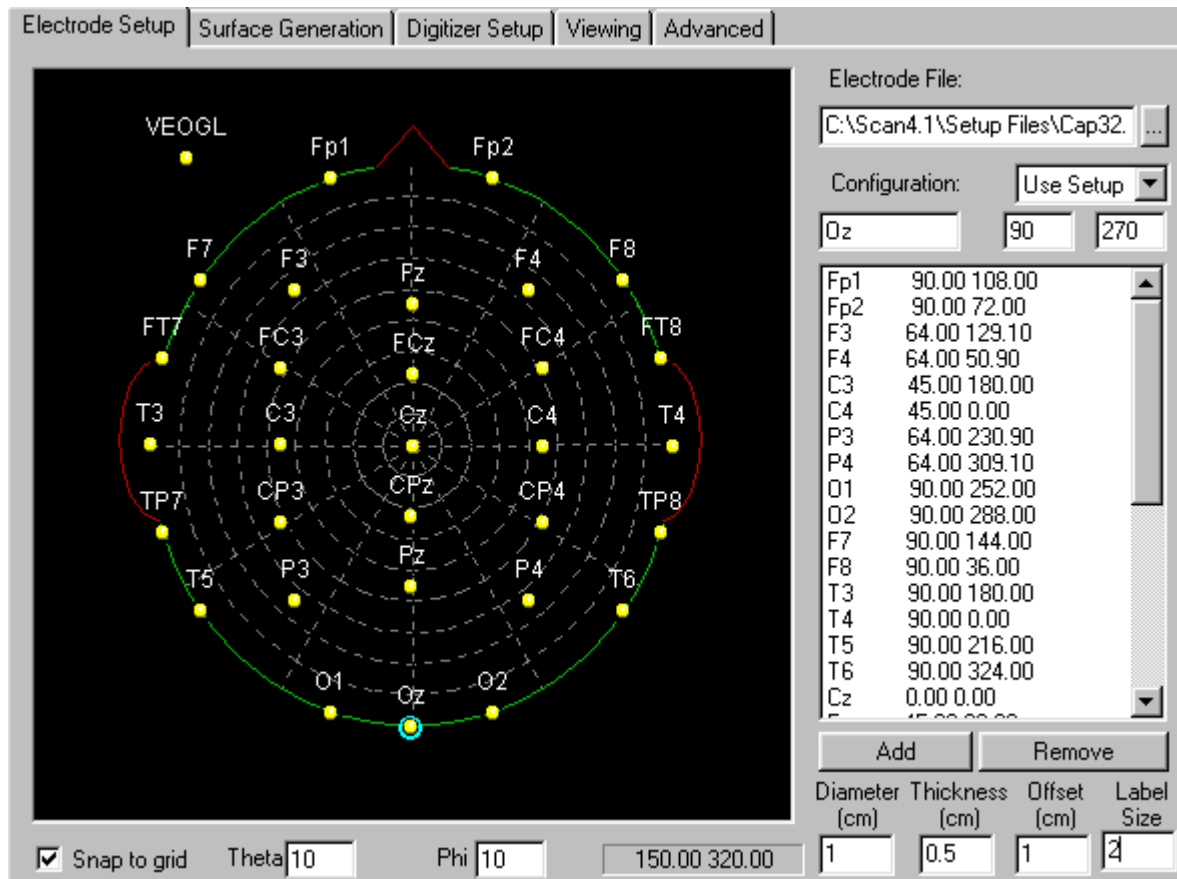 Electrode Setup Surface Generation Digitizer Setup Viewing Advanced
Electrode File:
C:\Scan4.1\Setup Files\Cap32. ...
Configuration: Use Setup
Oz 90 270
VEOGL
Fp1 Fp2
F7 F3 Fz F4 F8
FT7 FC3 FCz FC4 FT8
T3 C3 Cz C4 T4
TP7 CP3 CPz CP4 TP8
T5 P3 Pz P4 T6
O1 Oz O2
Fp1 90.00 108.00
Fp2 90.00 72.00
F3 64.00 129.10
F4 64.00 50.90
C3 45.00 180.00
C4 45.00 0.00
P3 64.00 230.90
P4 64.00 309.10
O1 90.00 252.00
O2 90.00 288.00
F7 90.00 144.00
F8 90.00 36.00
T3 90.00 180.00
T4 90.00 0.00
T5 90.00 216.00
T6 90.00 324.00
Cz 0.00 0.00
Add Remove
Diameter (cm) Thickness (cm) Offset (cm) Label Size
1 0.5 1 2
Snap to grid Theta 10 Phi 10 150.00 320.00